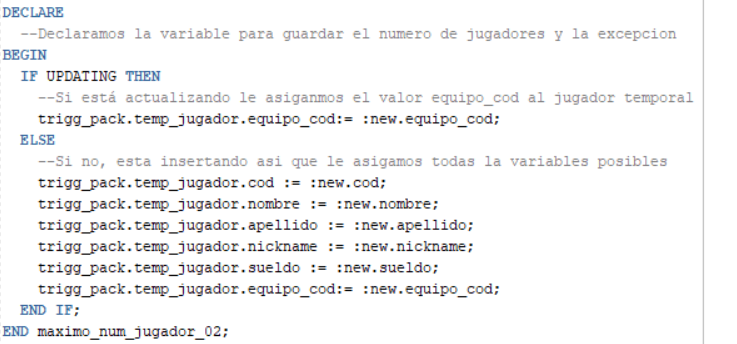 DECLARE
--Declaramos la variable para guardar el numero de jugadores y la excepcion
BEGIN
IF UPDATING THEN
--Si está actualizando le asiganmos el valor equipo_cod al jugador temporal
trigg_pack.temp_jugador.equipo_cod:= :new.equipo_cod;
ELSE
--Si no, esta insertando asi que le asigamos todas la variables posibles
trigg_pack.temp_jugador.cod := :new.cod;
trigg_pack.temp_jugador.nombre := :new.nombre;
trigg_pack.temp_jugador.apellido := :new.apellido;
trigg_pack.temp_jugador.nickname := :new.nickname;
trigg_pack.temp_jugador.sueldo := :new.sueldo;
trigg_pack.temp_jugador.equipo_cod:= :new.equipo_cod;
END IF;
END maximo_num_jugador_02;